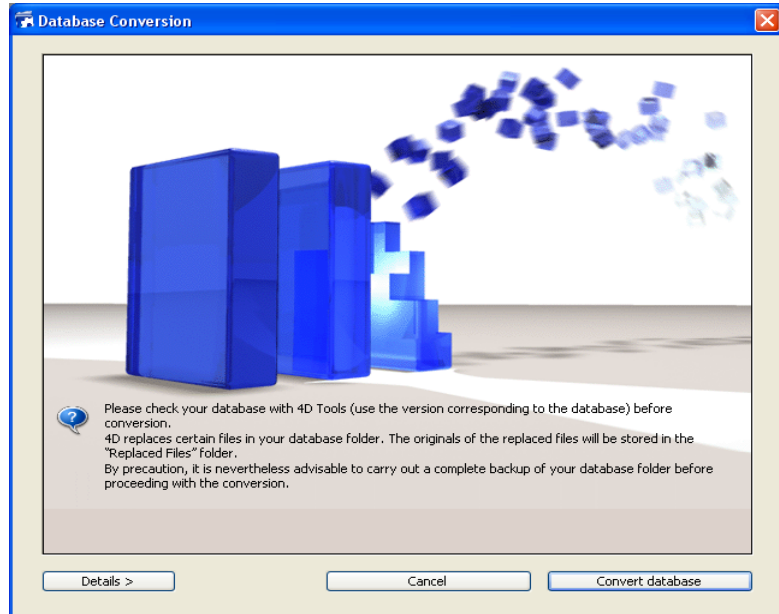 Database Conversion
Please check your database with 4D Tools (use the version corresponding to the database) before
conversion.
4D replaces certain files in your database folder. The originals of the replaced files will be stored in the
"Replaced Files" folder.
By precaution, it is nevertheless advisable to carry out a complete backup of your database folder before
proceeding with the conversion.
Details >
Cancel
Convert database